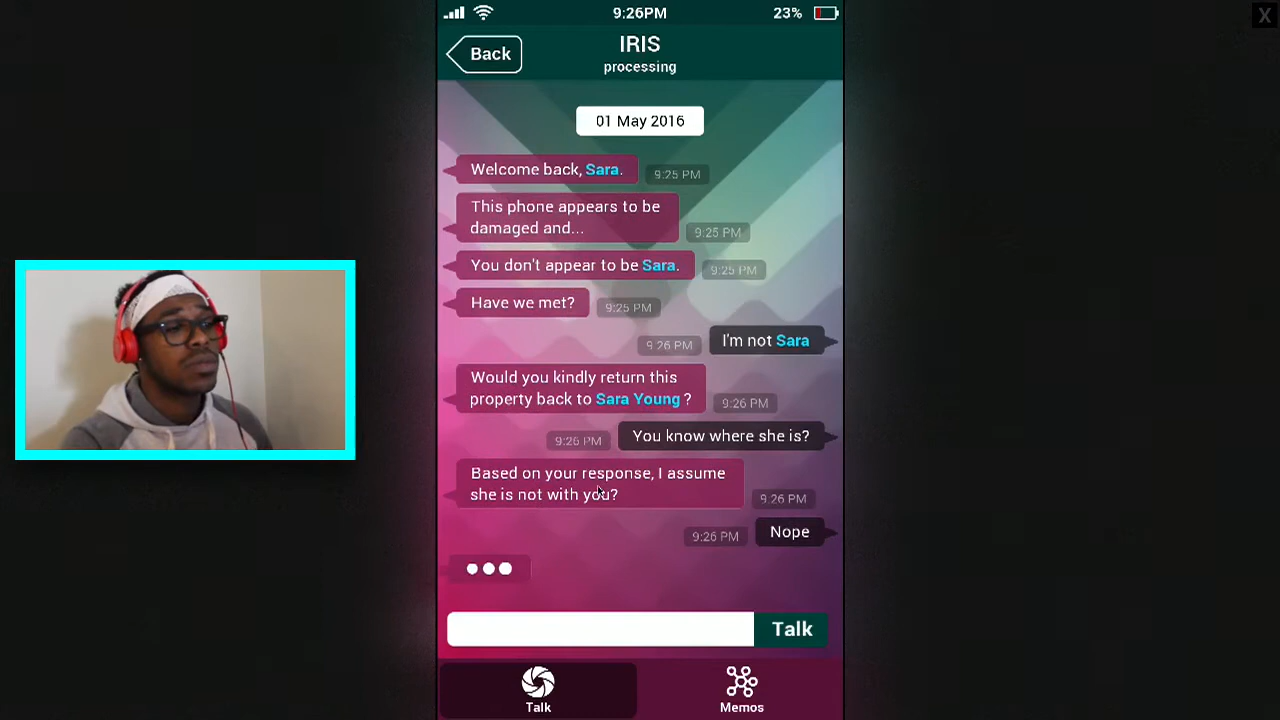 9:26PM
23%
X
Back
IRIS
processing
01 May 2016
Welcome back, Sara.
9:25 PM
This phone appears to be
damaged and...
9:25 PM
You don't appear to be Sara.
9:25 PM
Have we met?
9:25 PM
9:26 PM
I'm not Sara
Would you kindly return this
property back to Sara Young ?
9:26 PM
9:26 PM
You know where she is?
Based on your response, I assume
she is not with you?
9:26 PM
9:26 PM
Nope
Talk
Talk
Memos